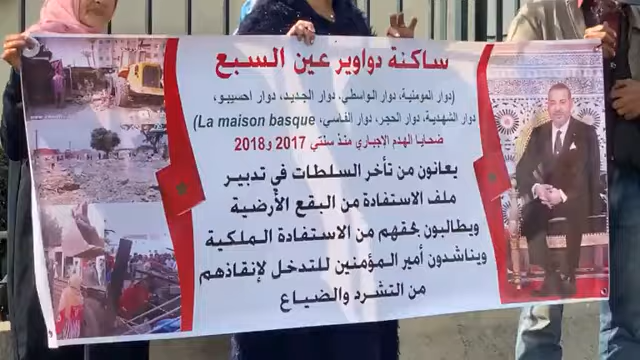 ساكنة دواوير عين السبع
(دوار المومنية، دوار الواسطي، دوار الجديد، دوار احسيبو،
دوار الشهدية، دوار الحجر، دوار الفاسي، La maison basque)
ضحايا الهدم الإجباري منذ سنتي 2017 و2018
يعانون من تأخر السلطات في تدبير
ملف الاستفادة من البقع الأرضية
ويطالبون بحقهم من الاستفادة الملكية
ويناشدون أمير المؤمنين للتدخل لإنقاذهم
من التشرد والضياع